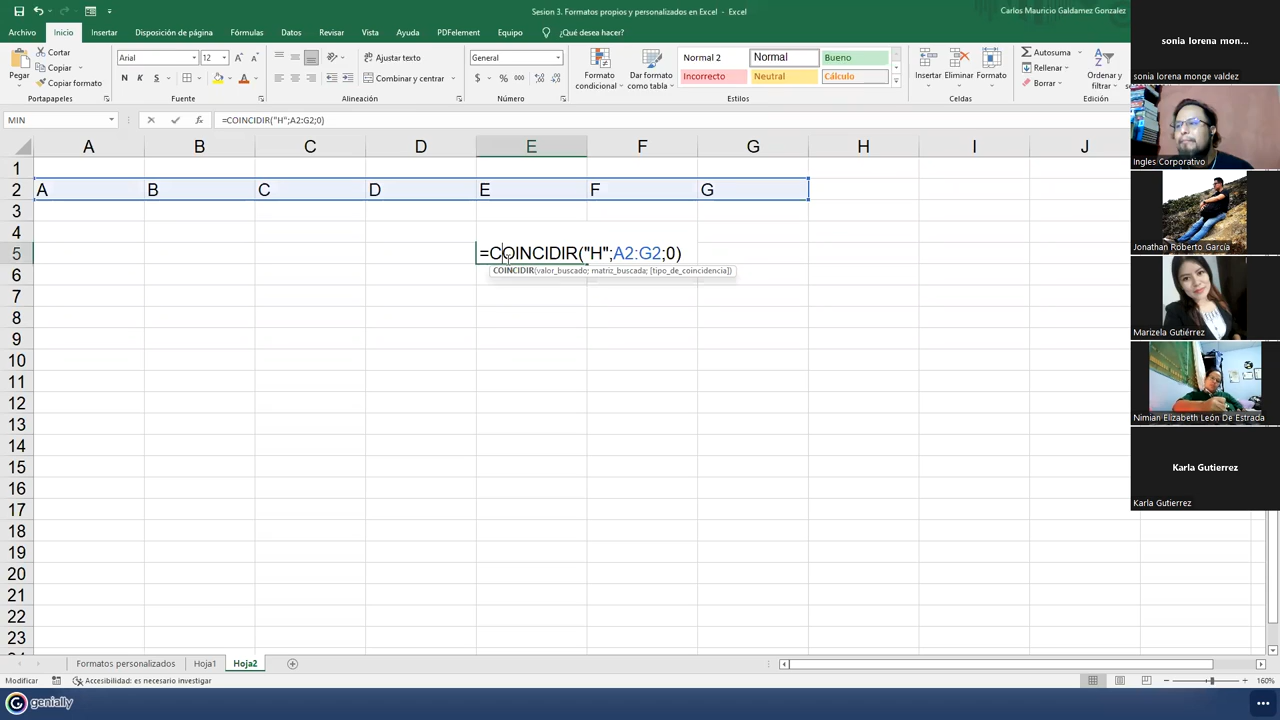 Sesion 3. Formatos propios y personalizados en Excel - Excel
Carlos Mauricio Galdamez Gonzalez
Archivo Inicio Insertar Disposición de página Fórmulas Datos Revisar Vista Ayuda PDFelement Equipo ¿Qué desea hacer?
Pegar
Cortar
Copiar
Portapapeles
Arial 12
N K S
Fuente
Ajustar texto
Combinar y centrar
Alineación
General
$ % 000
Número
Formato condicional
Dar formato como tabla
Normal 2 Normal Bueno
Incorrecto Neutral Cálculo
Estilos
Insertar Eliminar Formato
Celdas
Autosuma
Rellenar
Borrar
Ordenar y filtrar
Edición
MIN
fx
=COINCIDIR("H";A2:G2;0)
A B C D E F G H I J
1
2 A B C D E F G
3
4
5 =COINCIDIR("H";A2:G2;0)
COINCIDIR(valor_buscado; matriz_buscada; [tipo_de_coincidencia])
6
7
8
9
10
11
12
13
14
15
16
17
18
19
20
21
22
23
sonia lorena mon...
sonia lorena monge valdez
Ingles Corporativo
Jonathan Roberto García
Marizela Gutiérrez
Nimian Elizabeth León De Estrada
Karla Gutierrez
Karla Gutierrez
Formatos personalizados Hoja1 Hoja2
Modificar
Accesibilidad: es necesario investigar
160%
genially